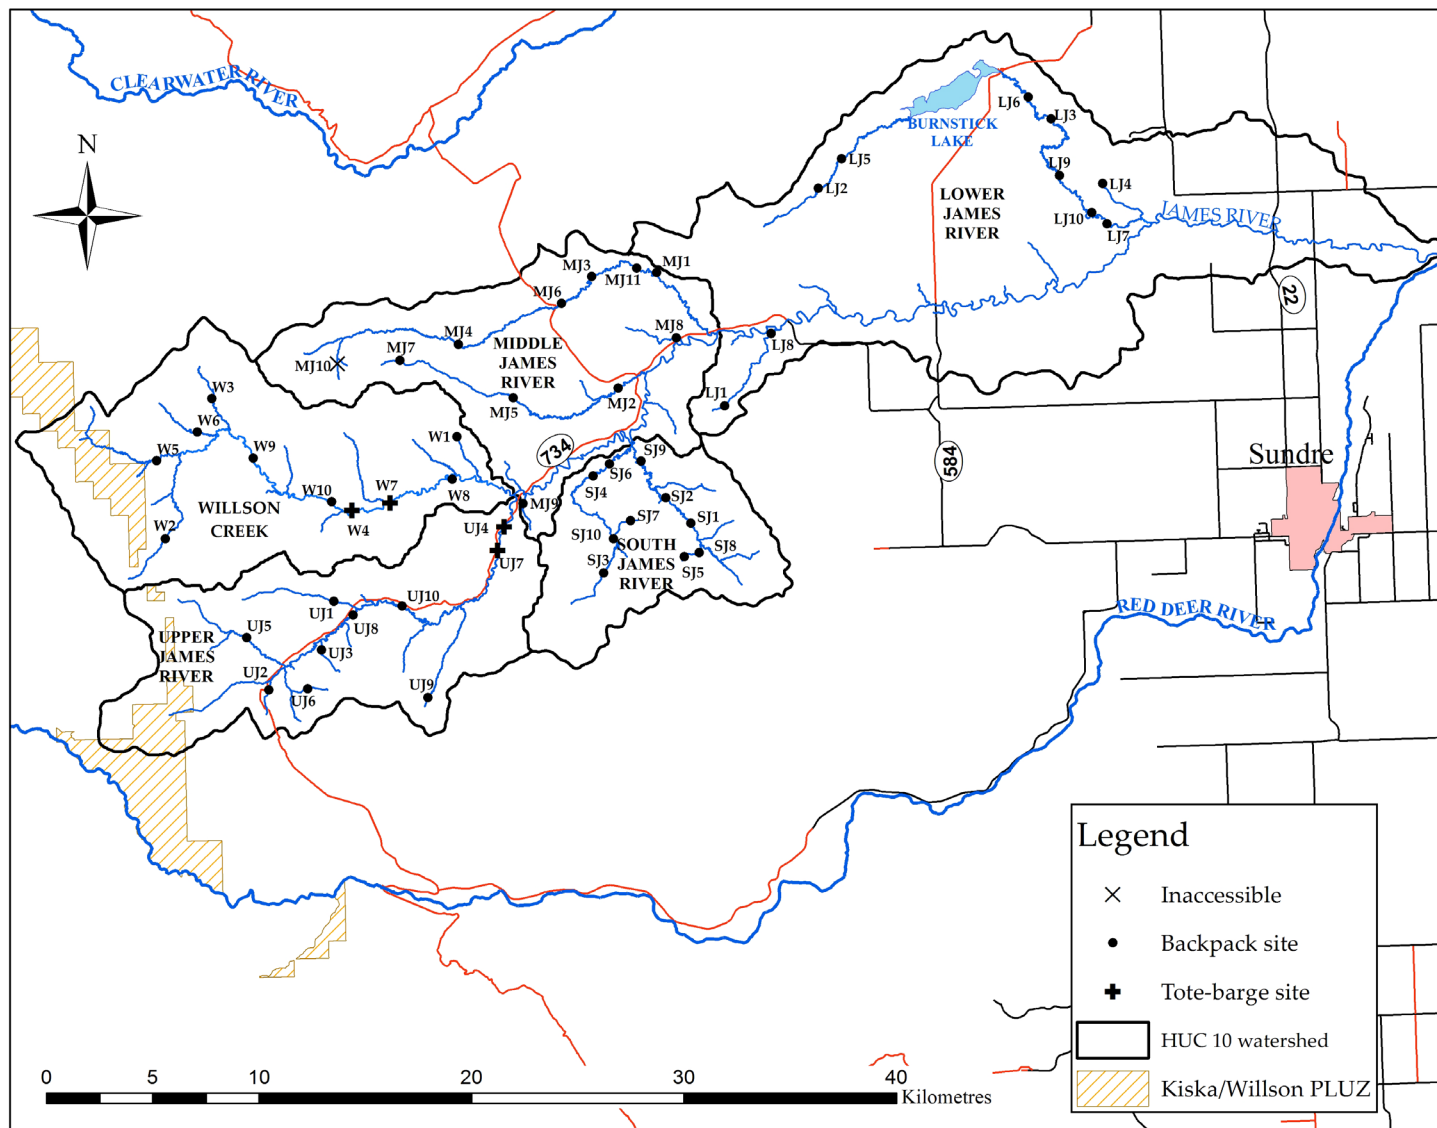 CLEARWATER RIVER
N
LJ6
LJ3
BURNSTICK
LAKE
LJ5
LJ2
LJ9
LJ4
LOWER
JAMES
RIVER
LJ10
LJ7
JAMES RIVER
MJ3
MJ11
MJ1
MJ6
22
MJ4
MJ8
LJ8
MJ7
MIDDLE
JAMES
RIVER
MJ10
MJ5
MJ2
LJ1
W3
W6
W1
W5
W9
734
584
Sundre
SJ9
SJ6
SJ4
SJ2
W10
W7
W8
MJ9
WILLSON
CREEK
W4
W2
UJ4
UJ7
SJ7
SJ1
SJ10
SJ8
SJ3
SJ5
SOUTH
JAMES
RIVER
UJ10
UJ1
UJ8
UJ5
UJ3
UPPER
JAMES
RIVER
UJ2
UJ6
UJ9
RED DEER RIVER
Legend
Inaccessible
Backpack site
Tote-barge site
HUC 10 watershed
Kiska/Willson PLUZ
0 5 10 20 30 40
Kilometres